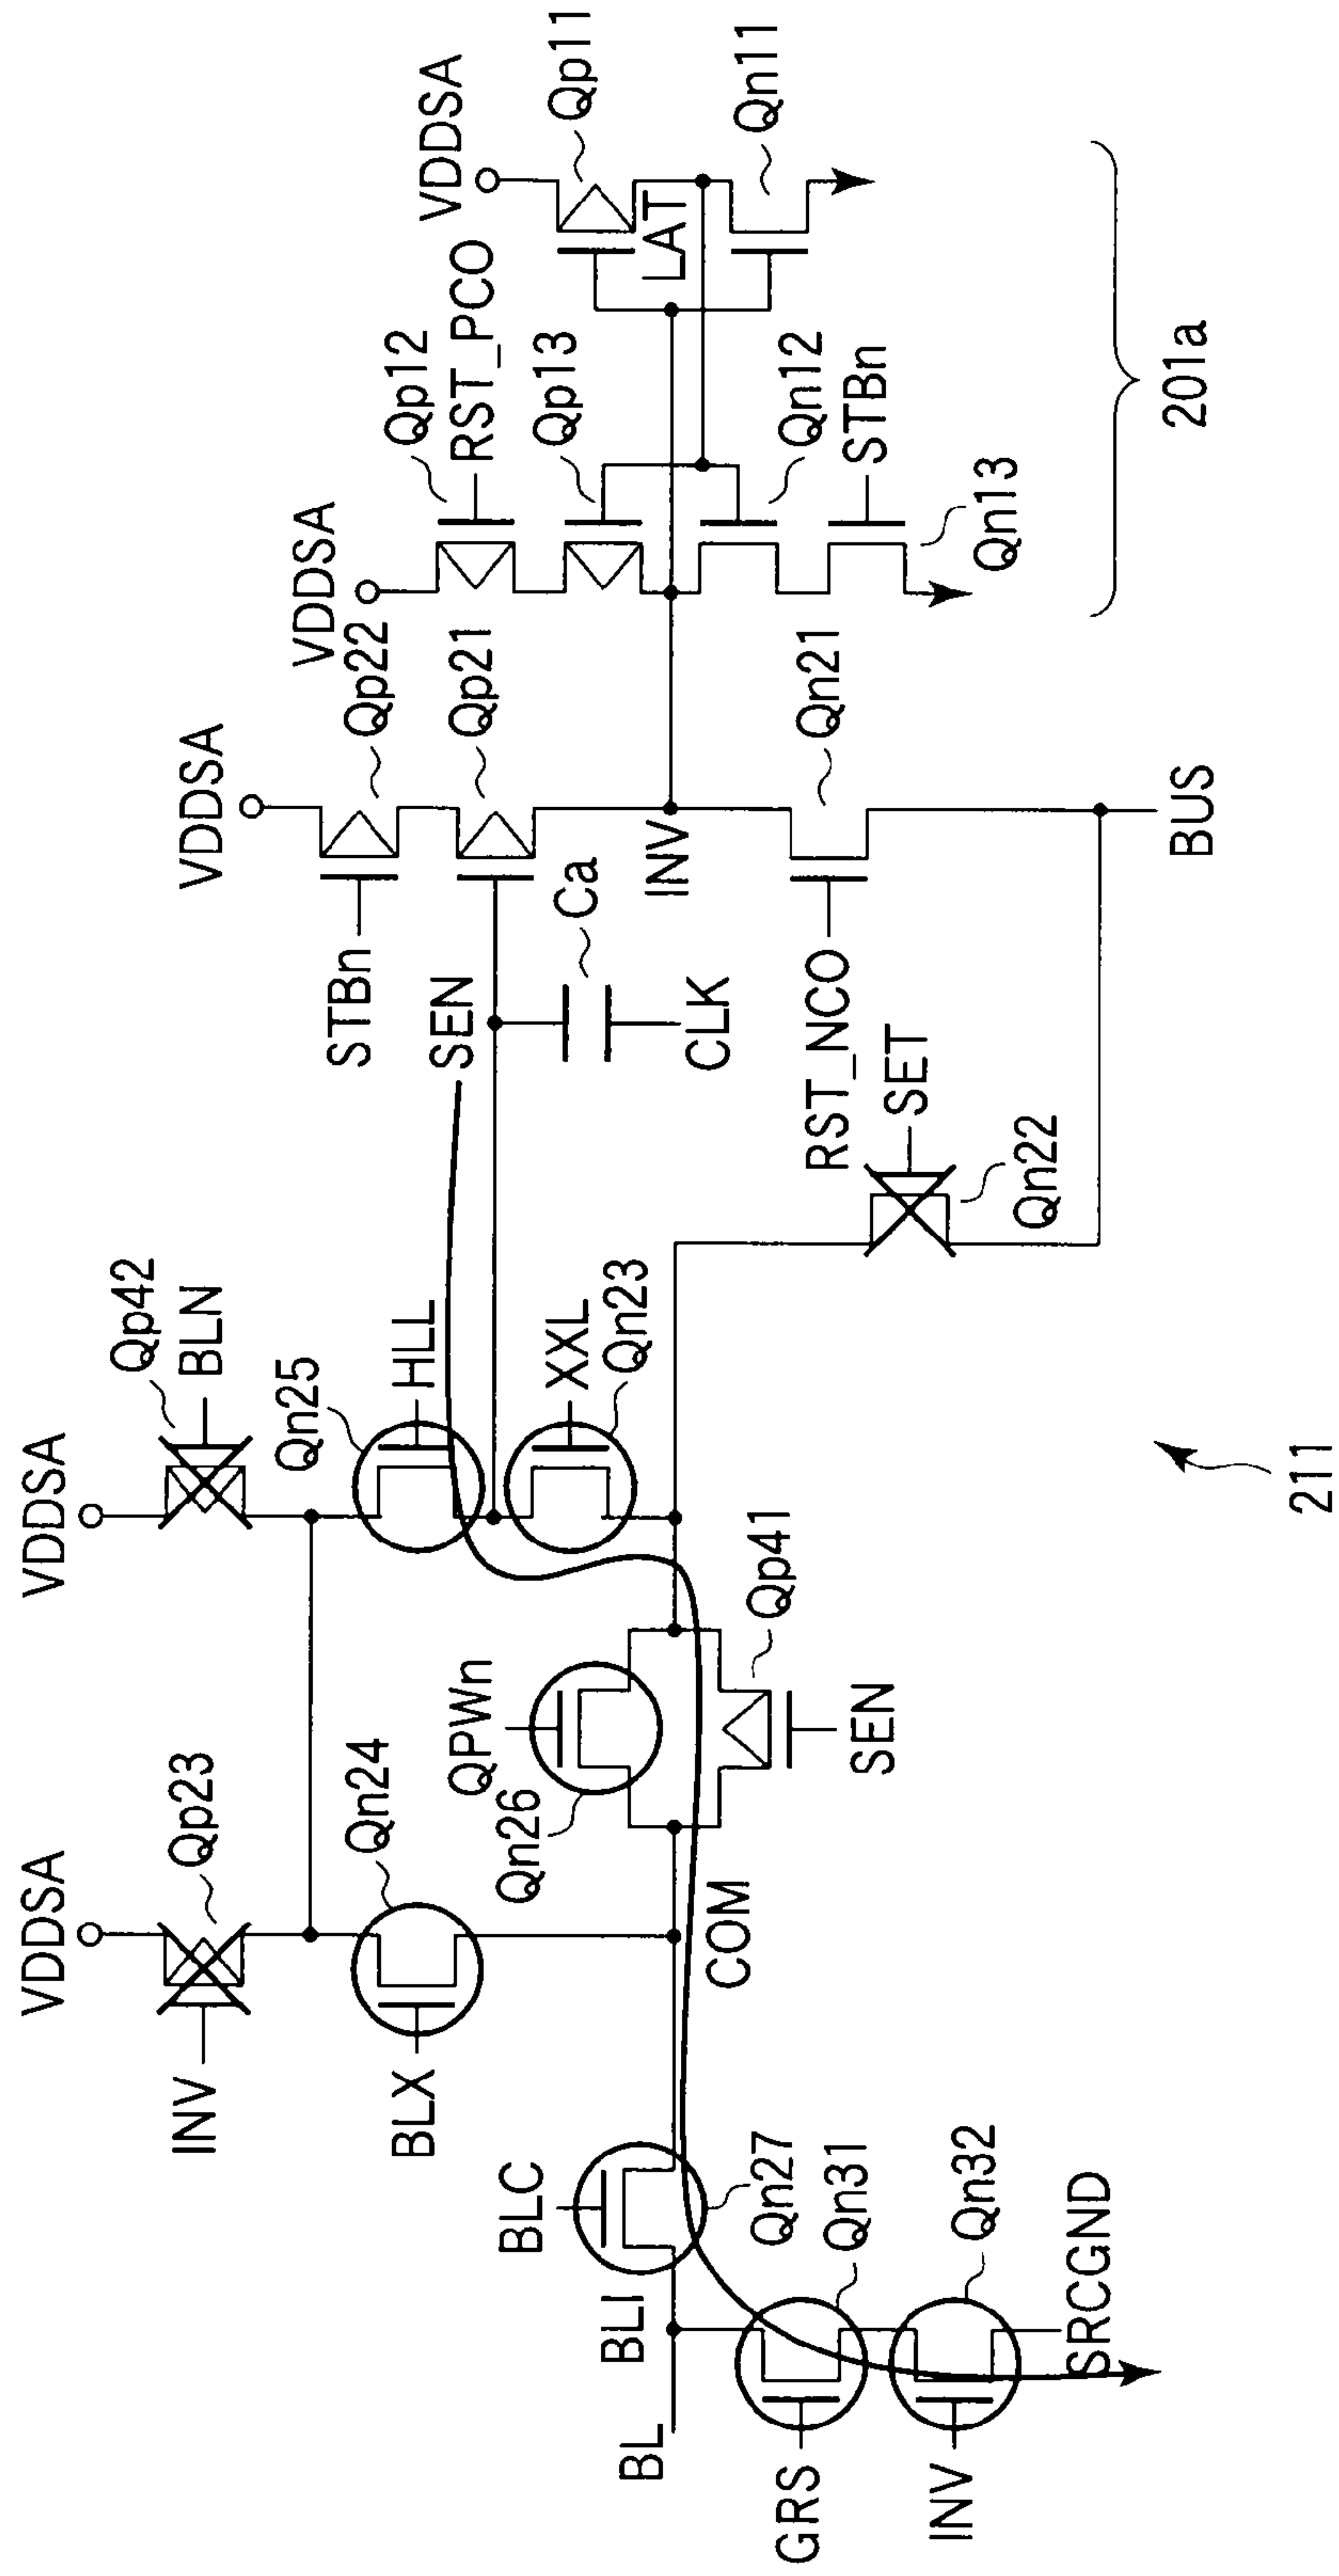 VDDSA
Qp23
INV
VDDSA
Qp42
BLN
Qn24
BLX
Qn25
HLL
XXL
Qn23
QPWn
Qn26
Qp41
SEN
COM
BLC
BLI
BL
Qn27
Qn31
GRS
Qn32
INV
SRCGND
VDDSA
Qp22
STBn
Qp21
SEN
Ca
CLK
INV
Qn21
RST_NCO
SET
Qn22
BUS
VDDSA
Qp12
RST_PCO
Qp13
Qn12
STBn
Qn13
VDDSA
Qp11
LAT
Qn11
201a
211